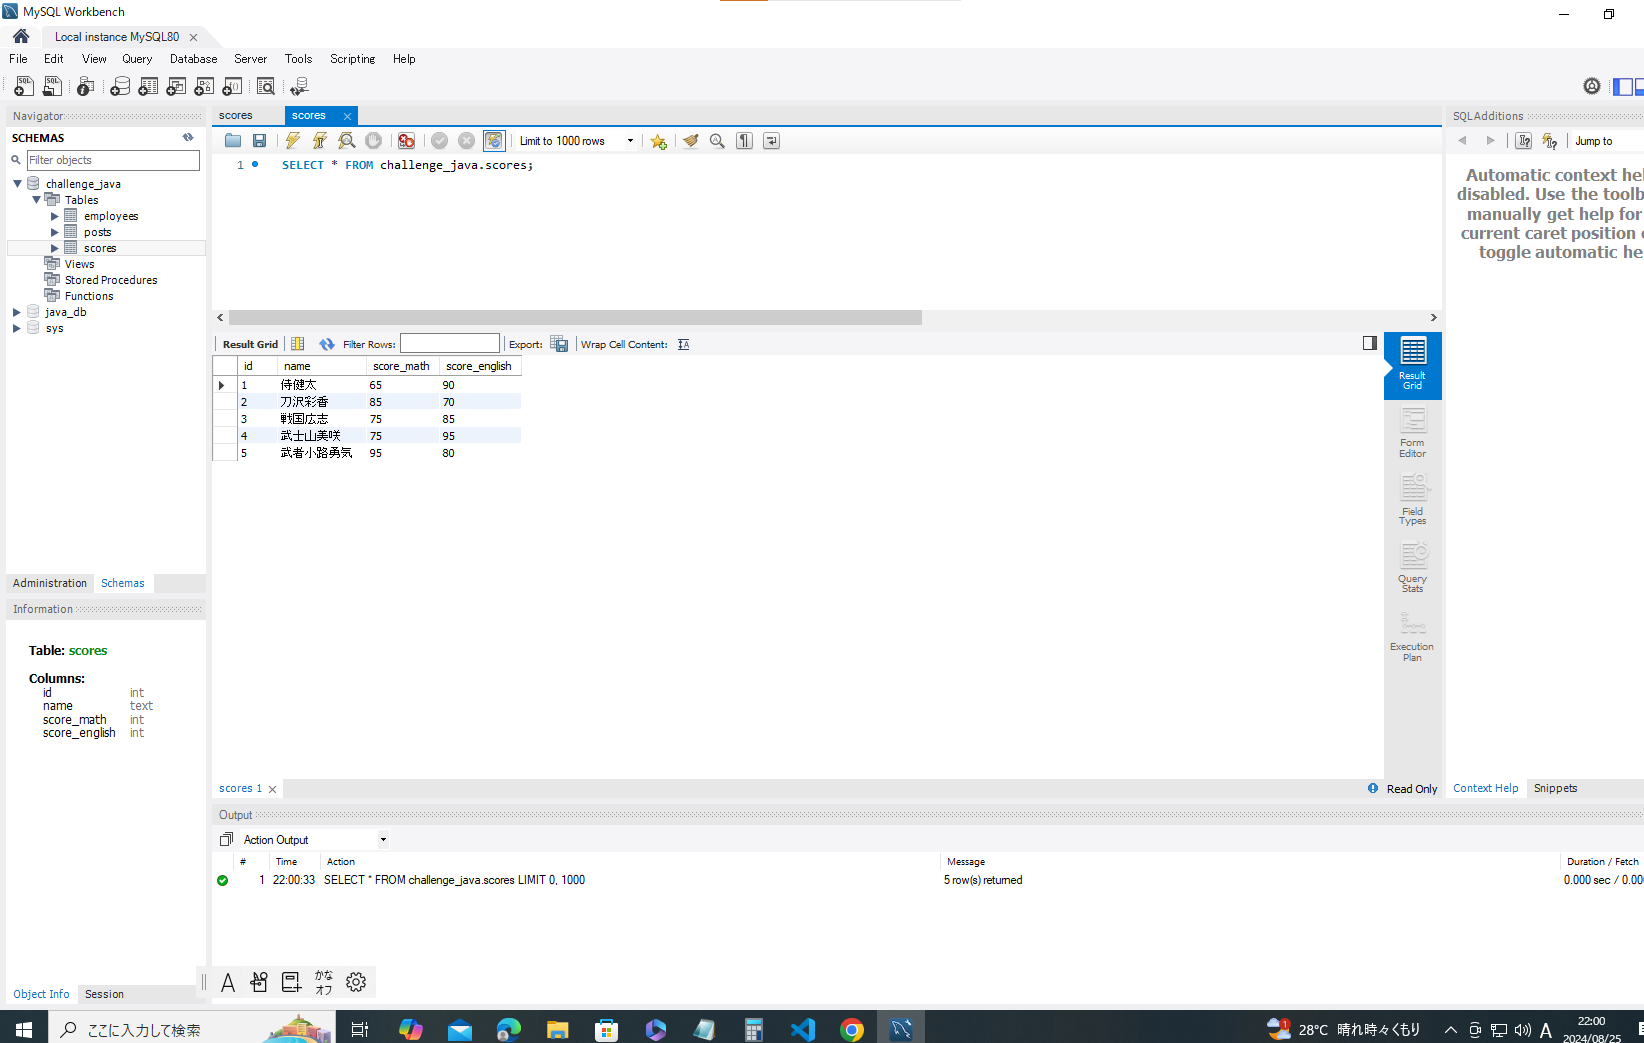 MySQL Workbench
Local instance MySQL80
File Edit View Query Database Server Tools Scripting Help
Navigator
SCHEMAS
Filter objects
challenge_java
Tables
employees
posts
scores
Views
Stored Procedures
Functions
java_db
sys
Administration Schemas
Information
Table: scores
Columns:
id int
name text
score_math int
score_english int
Object Info Session
scores scores
Limit to 1000 rows
1 SELECT * FROM challenge_java.scores;
Result Grid Filter Rows: Export: Wrap Cell Content:
id name score_math score_english
1 侍健太 65 90
2 刀沢彩香 85 70
3 戦国広志 75 85
4 武士山美咲 75 95
5 武者小路勇気 95 80
Result
Grid
Form
Editor
Field
Types
Query
Stats
Execution
Plan
scores 1 Read Only
Output
Action Output
# Time Action Message Duration / Fetch
1 22:00:33 SELECT * FROM challenge_java.scores LIMIT 0, 1000 5 row(s) returned 0.000 sec / 0.00
SQLAdditions
Jump to
Automatic context hel
disabled. Use the toolb
manually get help for
current caret position
toggle automatic he
Context Help Snippets
A かな
オフ
ここに入力して検索
1 28°C 晴れ時々くもり A 22:00
2024/08/25